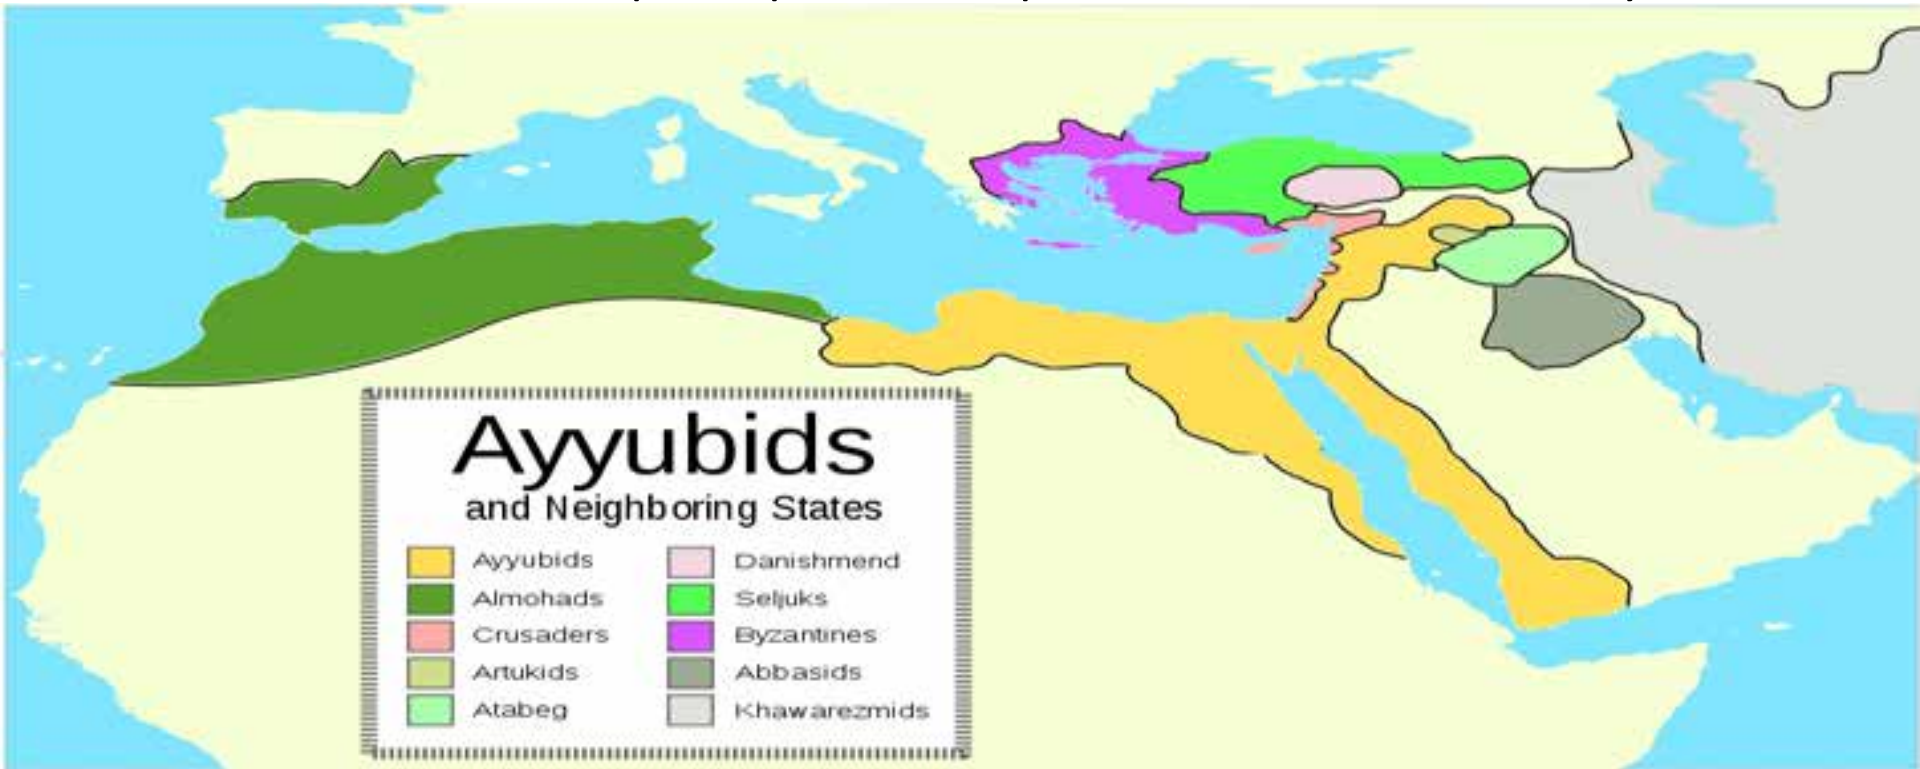 Ayyubids
and Neighboring States
Ayyubids
Almohads
Crusaders
Artukids
Atabeg
Danishmend
Seljuks
Byzantines
Abbasids
Khawarezmids